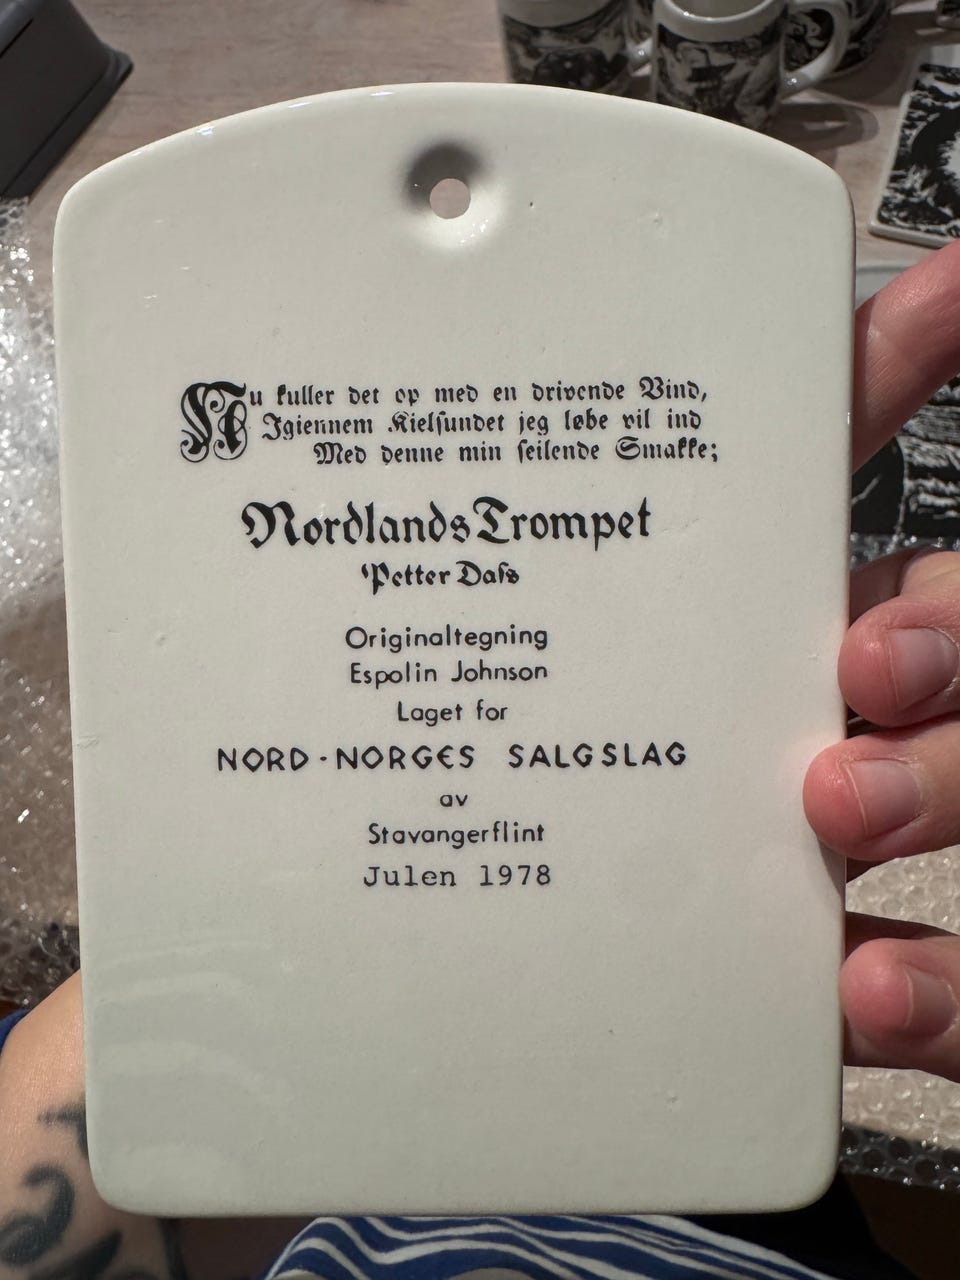 Nu kuller det op med en drivende Vind,
Igiennem Kielsundet jeg løbe vil ind
Med denne min seilende Smakke;
Nordlands Trompet
Petter Dass
Originaltegning
Espolin Johnson
Laget for
NORD-NORGES SALGSLAG
av
Stavangerflint
Julen 1978